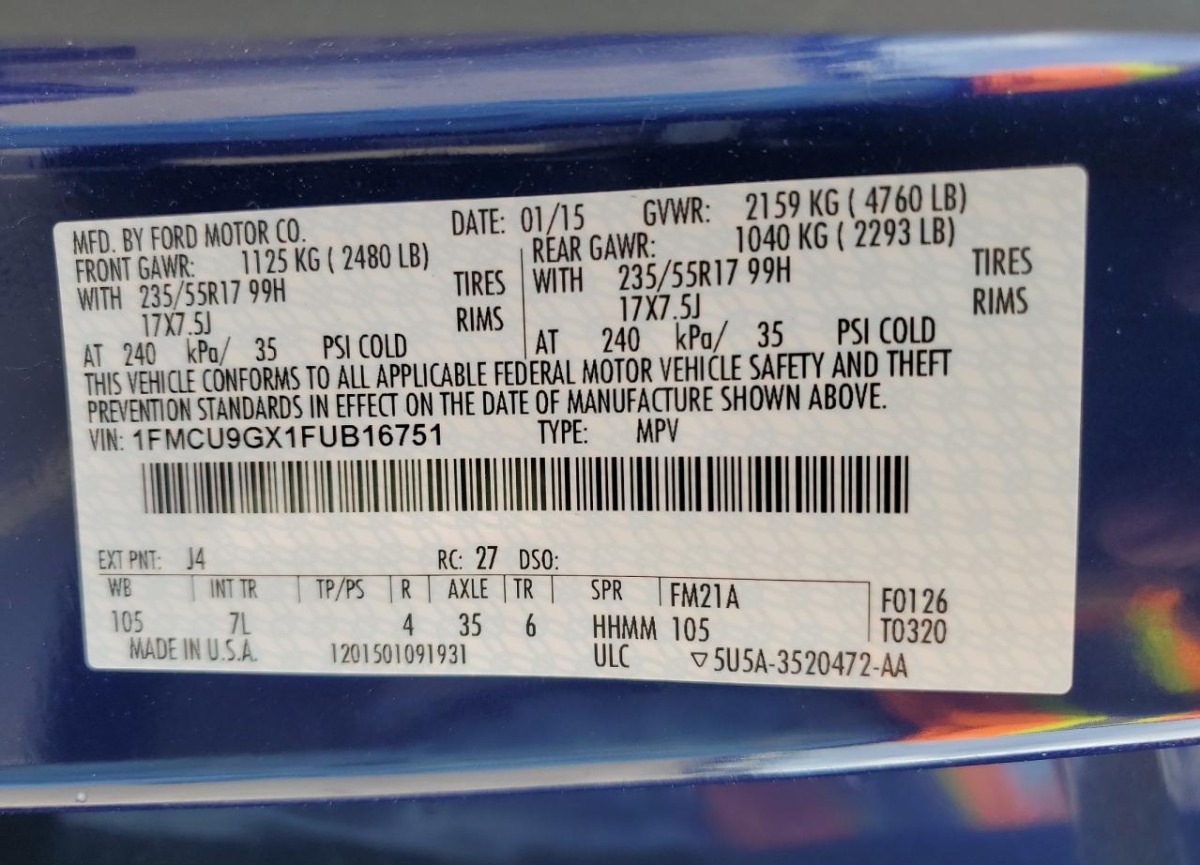 MFD. BY FORD MOTOR CO. DATE: 01/15 GVWR: 2159 KG ( 4760 LB)
FRONT GAWR: 1125 KG ( 2480 LB) REAR GAWR: 1040 KG ( 2293 LB)
WITH 235/55R17 99H TIRES WITH 235/55R17 99H TIRES
17X7.5J RIMS 17X7.5J RIMS
AT 240 kPa/ 35 PSI COLD AT 240 kPa/ 35 PSI COLD
THIS VEHICLE CONFORMS TO ALL APPLICABLE FEDERAL MOTOR VEHICLE SAFETY AND THEFT
PREVENTION STANDARDS IN EFFECT ON THE DATE OF MANUFACTURE SHOWN ABOVE.
VIN: 1FMCU9GX1FUB16751 TYPE: MPV
EXT PNT: J4 RC: 27 DSO:
WB INT TR TP/PS R AXLE TR SPR FM21A F0126
105 7L 4 35 6 HHMM 105 T0320
MADE IN U.S.A. 1201501091931 ULC ▽5U5A-3520472-AA